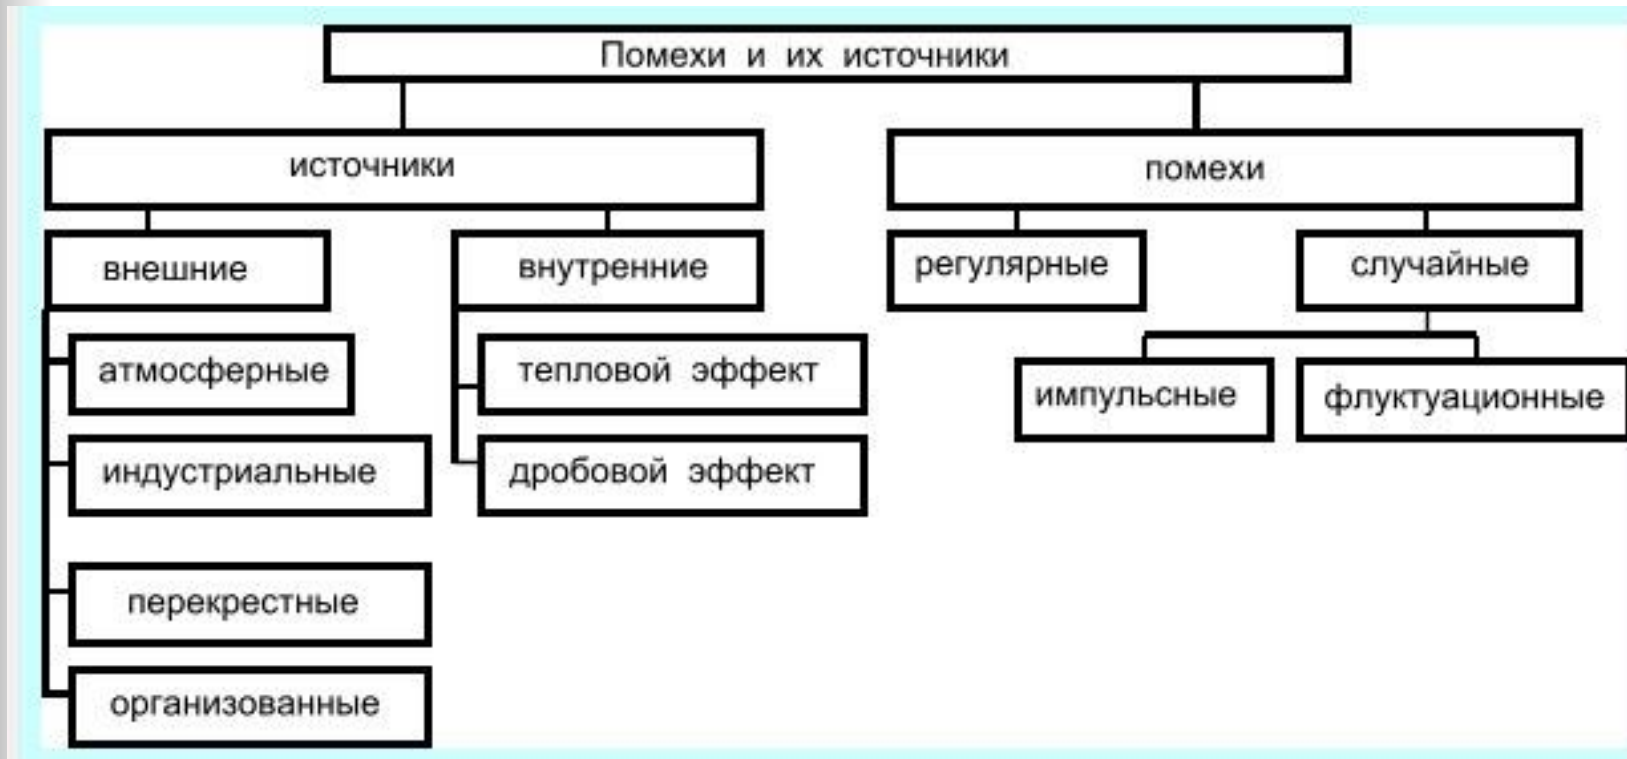 Помехи и их источники
источники
помехи
внешние
внутренние
регулярные
случайные
атмосферные
тепловой эффект
импульсные
флуктуационные
индустриальные
дробовой эффект
перекрестные
организованные